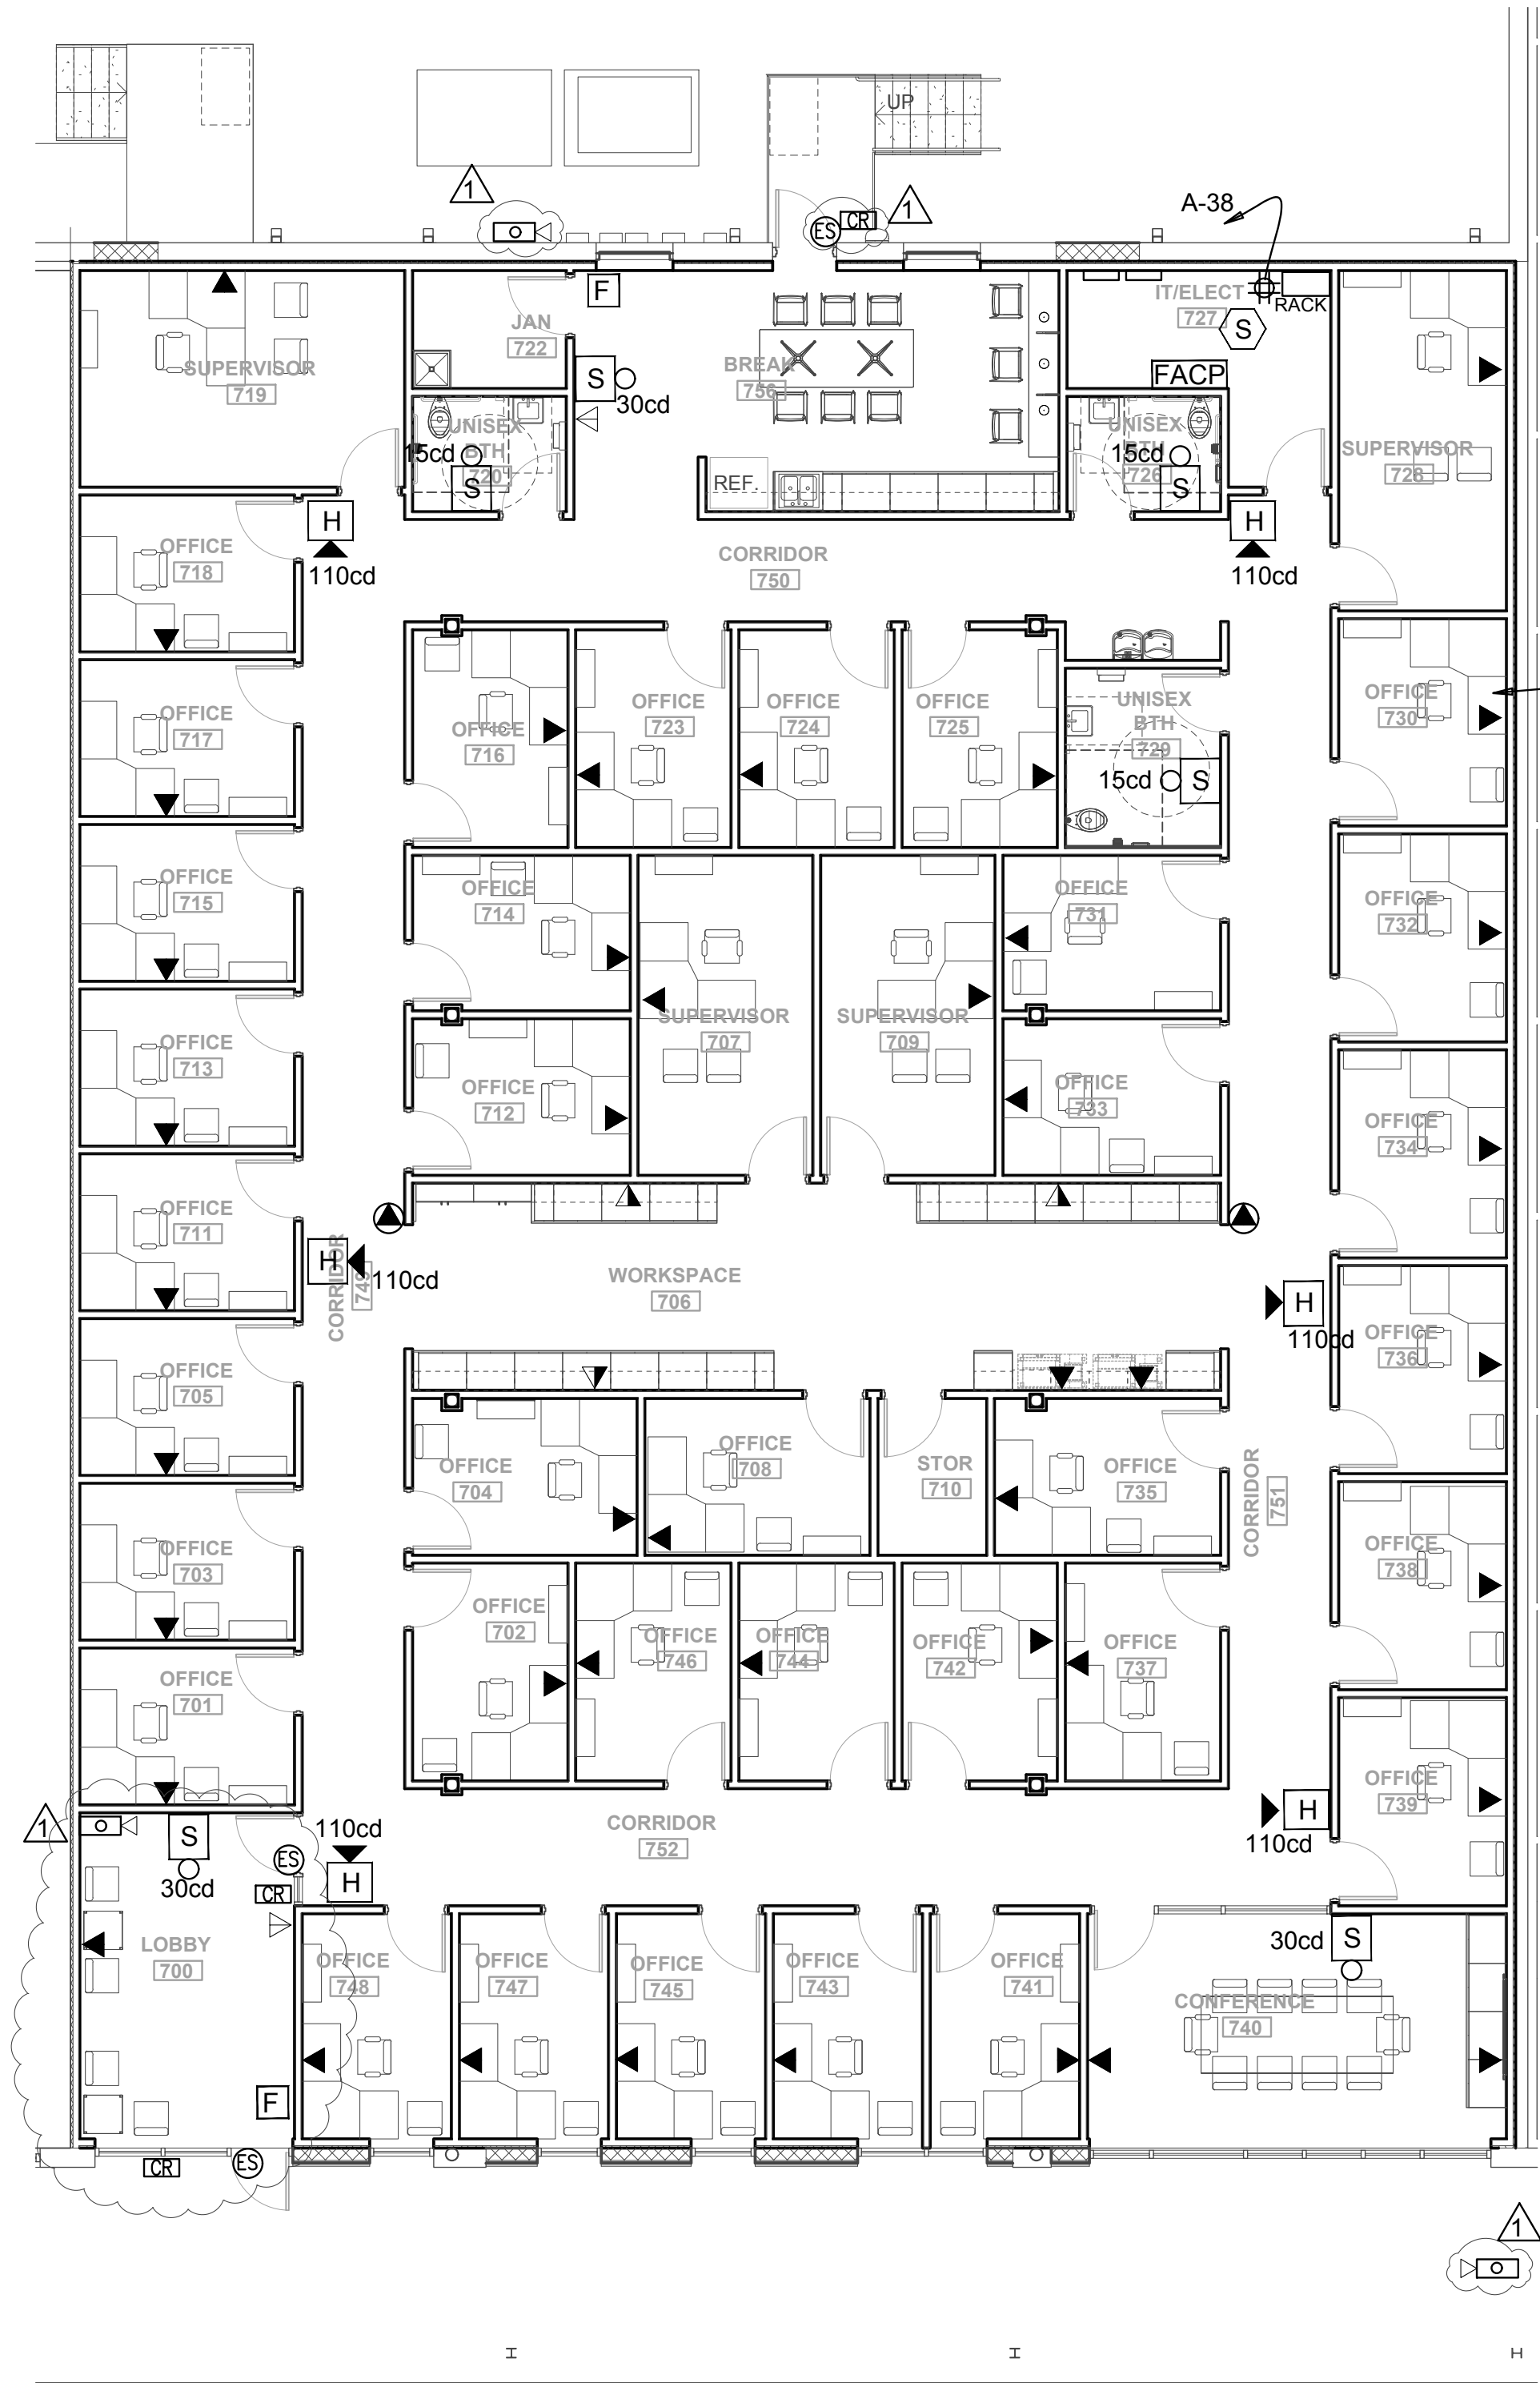 UP
1
1
A-38
ES
CR
F
JAN
722
IT/ELECT
727
RACK
S
SUPERVISOR
719
S
30cd
BREAK
756
FACP
UNISEX
BTH
720
15cd
S
REF.
UNISEX
BTH
726
15cd
S
SUPERVISOR
728
H
110cd
H
110cd
OFFICE
718
CORRIDOR
750
OFFICE
717
OFFICE
716
OFFICE
723
OFFICE
724
OFFICE
725
UNISEX
BTH
729
15cd
S
OFFICE
730
OFFICE
715
OFFICE
714
OFFICE
731
OFFICE
732
SUPERVISOR
707
SUPERVISOR
709
OFFICE
713
OFFICE
712
OFFICE
733
OFFICE
734
OFFICE
711
H
110cd
CORRIDOR
749
WORKSPACE
706
H
110cd
OFFICE
736
OFFICE
705
OFFICE
704
OFFICE
708
STOR
710
OFFICE
735
CORRIDOR
751
OFFICE
703
OFFICE
738
OFFICE
702
OFFICE
746
OFFICE
744
OFFICE
742
OFFICE
737
OFFICE
701
OFFICE
739
1
S
30cd
ES
CR
110cd
H
CORRIDOR
752
H
110cd
LOBBY
700
OFFICE
748
OFFICE
747
OFFICE
745
OFFICE
743
OFFICE
741
30cd
S
CONFERENCE
740
F
CR
ES
1